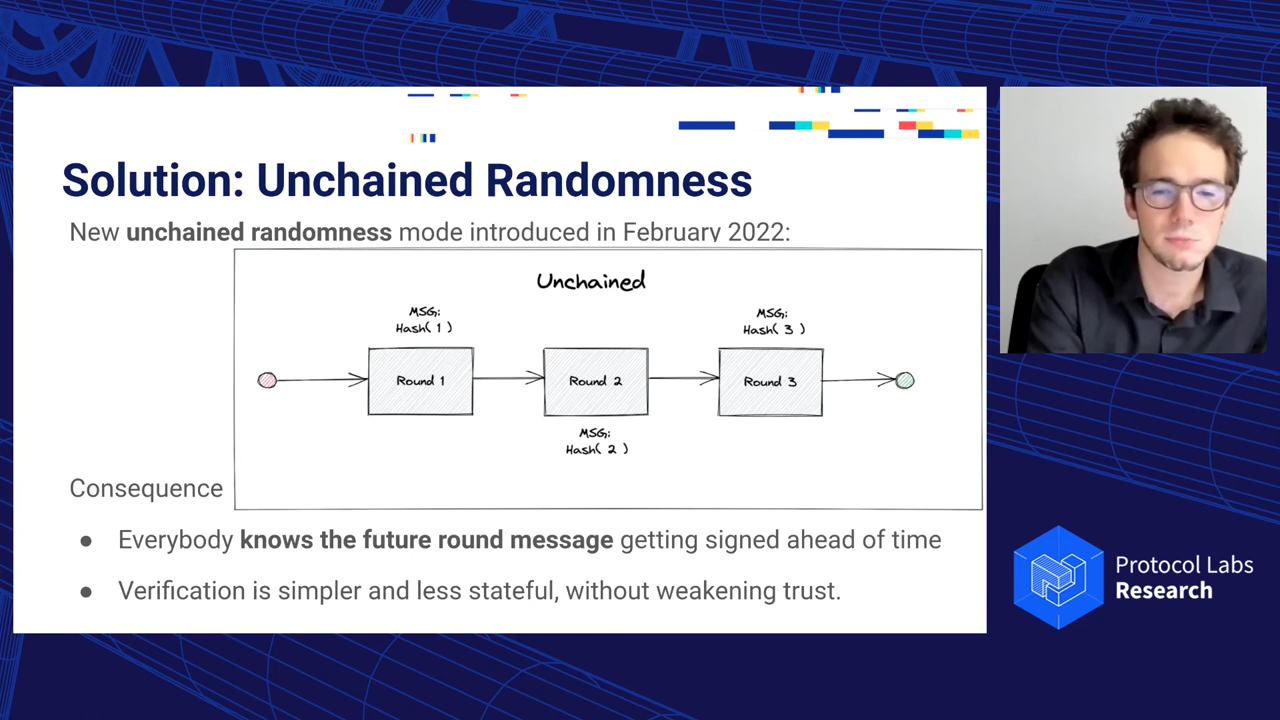 Solution: Unchained Randomness
New unchained randomness mode introduced in February 2022:
Unchained
MSG:
Hash( 1 )
MSG:
Hash( 3 )
Round 1
Round 2
Round 3
MSG:
Hash( 2 )
Consequence
● Everybody knows the future round message getting signed ahead of time
● Verification is simpler and less stateful, without weakening trust.
Protocol Labs
Research